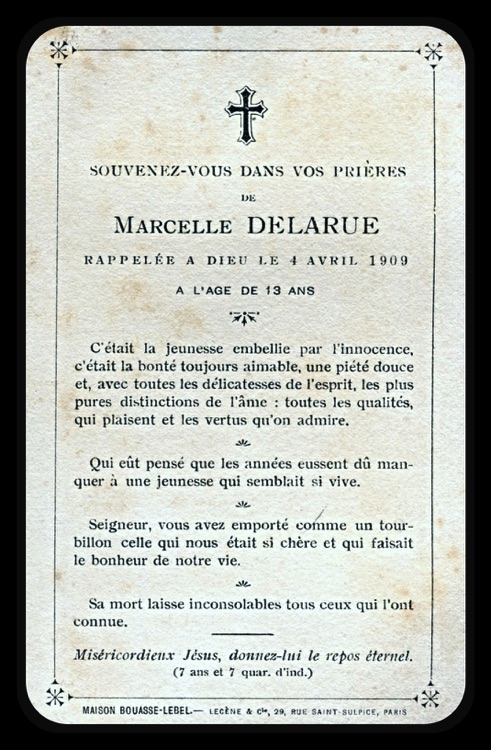 SOUVENEZ-VOUS DANS VOS PRIÈRES
DE
MARCELLE DELARUE
RAPPELÉE A DIEU LE 4 AVRIL 1909
A L'AGE DE 13 ANS
C'était la jeunesse embellie par l'innocence,
c'était la bonté toujours aimable, une piété douce
et, avec toutes les délicatesses de l'esprit, les plus
pures distinctions de l'âme : toutes les qualités,
qui plaisent et les vertus qu'on admire.
Qui eût pensé que les années eussent dû man-
quer à une jeunesse qui semblait si vive.
Seigneur, vous avez emporté comme un tour-
billon celle qui nous était si chère et qui faisait
le bonheur de notre vie.
Sa mort laisse inconsolables tous ceux qui l'ont
connue.
Miséricordieux Jésus, donnez-lui le repos éternel.
(7 ans et 7 quar. d'ind.)
MAISON BOUASSE-LEBEL.— LECÈNE & Cie, 29, RUE SAINT-SULPICE, PARIS